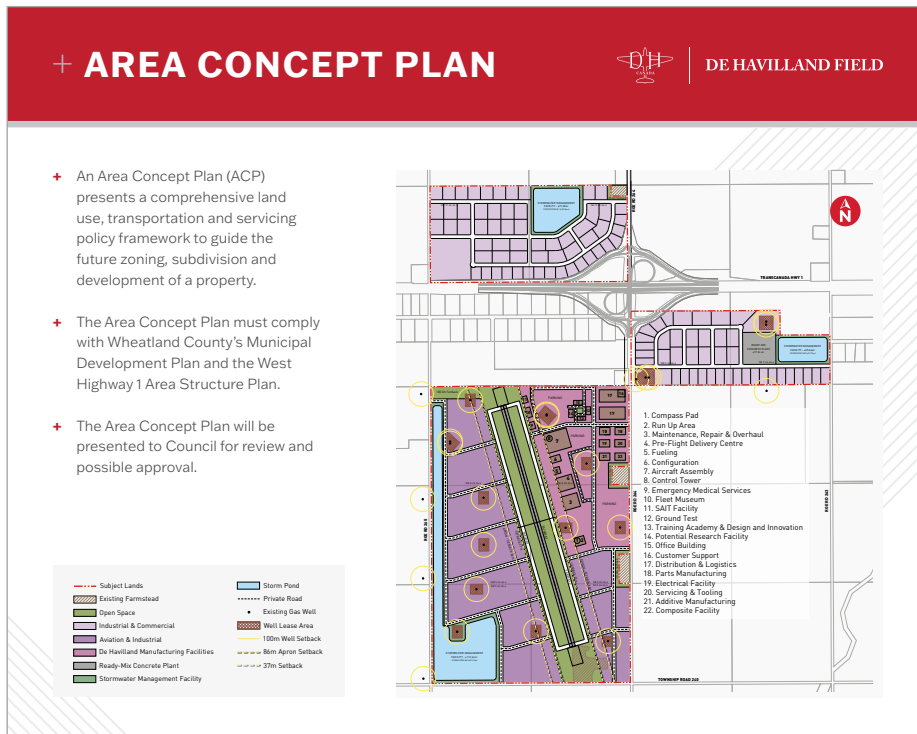 + AREA CONCEPT PLAN
DH
CANADA
DE HAVILLAND FIELD
+ An Area Concept Plan (ACP)
presents a comprehensive land
use, transportation and servicing
policy framework to guide the
future zoning, subdivision and
development of a property.
+ The Area Concept Plan must comply
with Wheatland County's Municipal
Development Plan and the West
Highway 1 Area Structure Plan.
+ The Area Concept Plan will be
presented to Council for review and
possible approval.
N
TRANSCANADA HWY 1
1. Compass Pad
2. Run Up Area
3. Maintenance, Repair & Overhaul
4. Pre-Flight Delivery Centre
5. Fueling
6. Configuration
7. Aircraft Assembly
8. Control Tower
9. Emergency Medical Services
10. Fleet Museum
11. SAIT Facility
12. Ground Test
13. Training Academy & Design and Innovation
14. Potential Research Facility
15. Office Building
16. Customer Support
17. Distribution & Logistics
18. Parts Manufacturing
19. Electrical Facility
20. Servicing & Tooling
21. Additive Manufacturing
22. Composite Facility
TOWNSHIP ROAD 240
Subject Lands
Existing Farmstead
Open Space
Industrial & Commercial
Aviation & Industrial
De Havilland Manufacturing Facilities
Ready-Mix Concrete Plant
Stormwater Management Facility
Storm Pond
Private Road
Existing Gas Well
Well Lease Area
100m Well Setback
86m Apron Setback
37m Setback